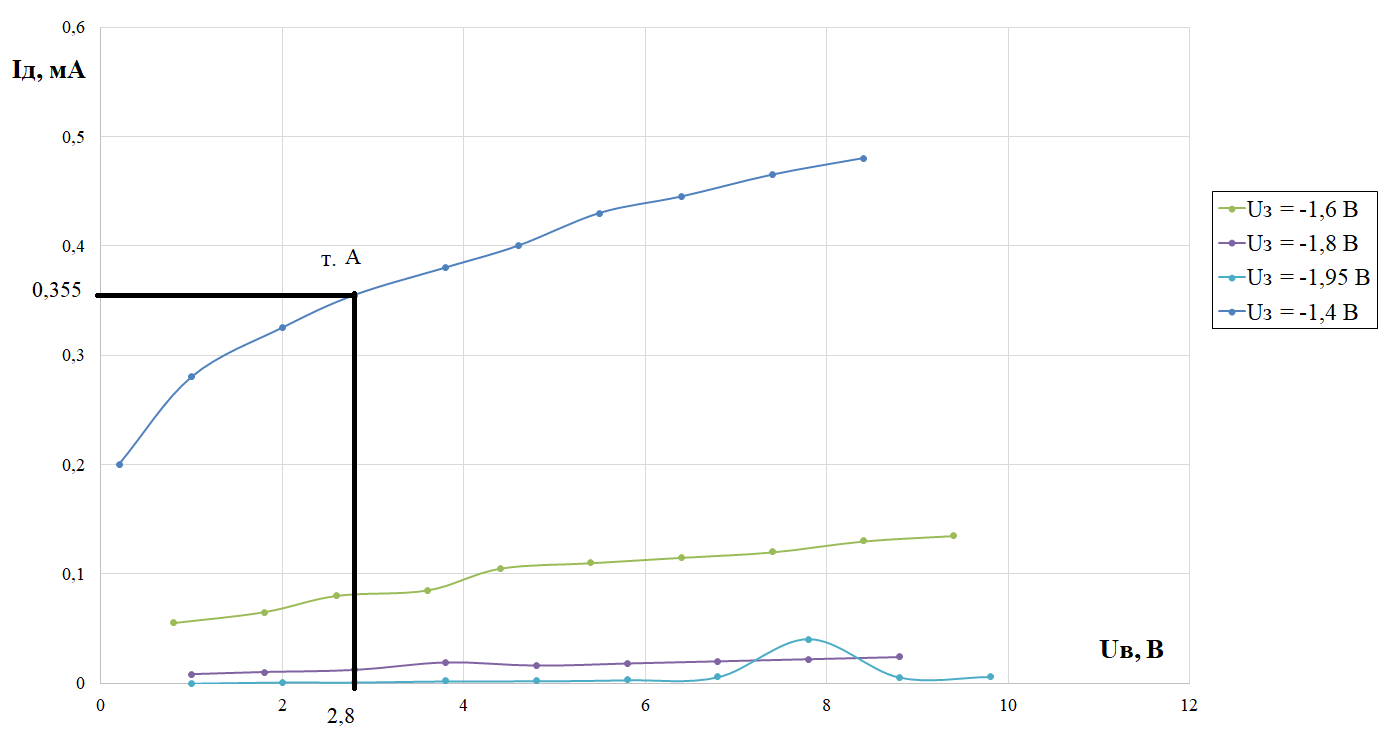 0,6
Iд, мА
0,5
0,4
т. А
0,355
0,3
0,2
0,1
0
Uв, В
0 2 4 6 8 10 12
2,8
Uз = -1,6 В
Uз = -1,8 В
Uз = -1,95 В
Uз = -1,4 В